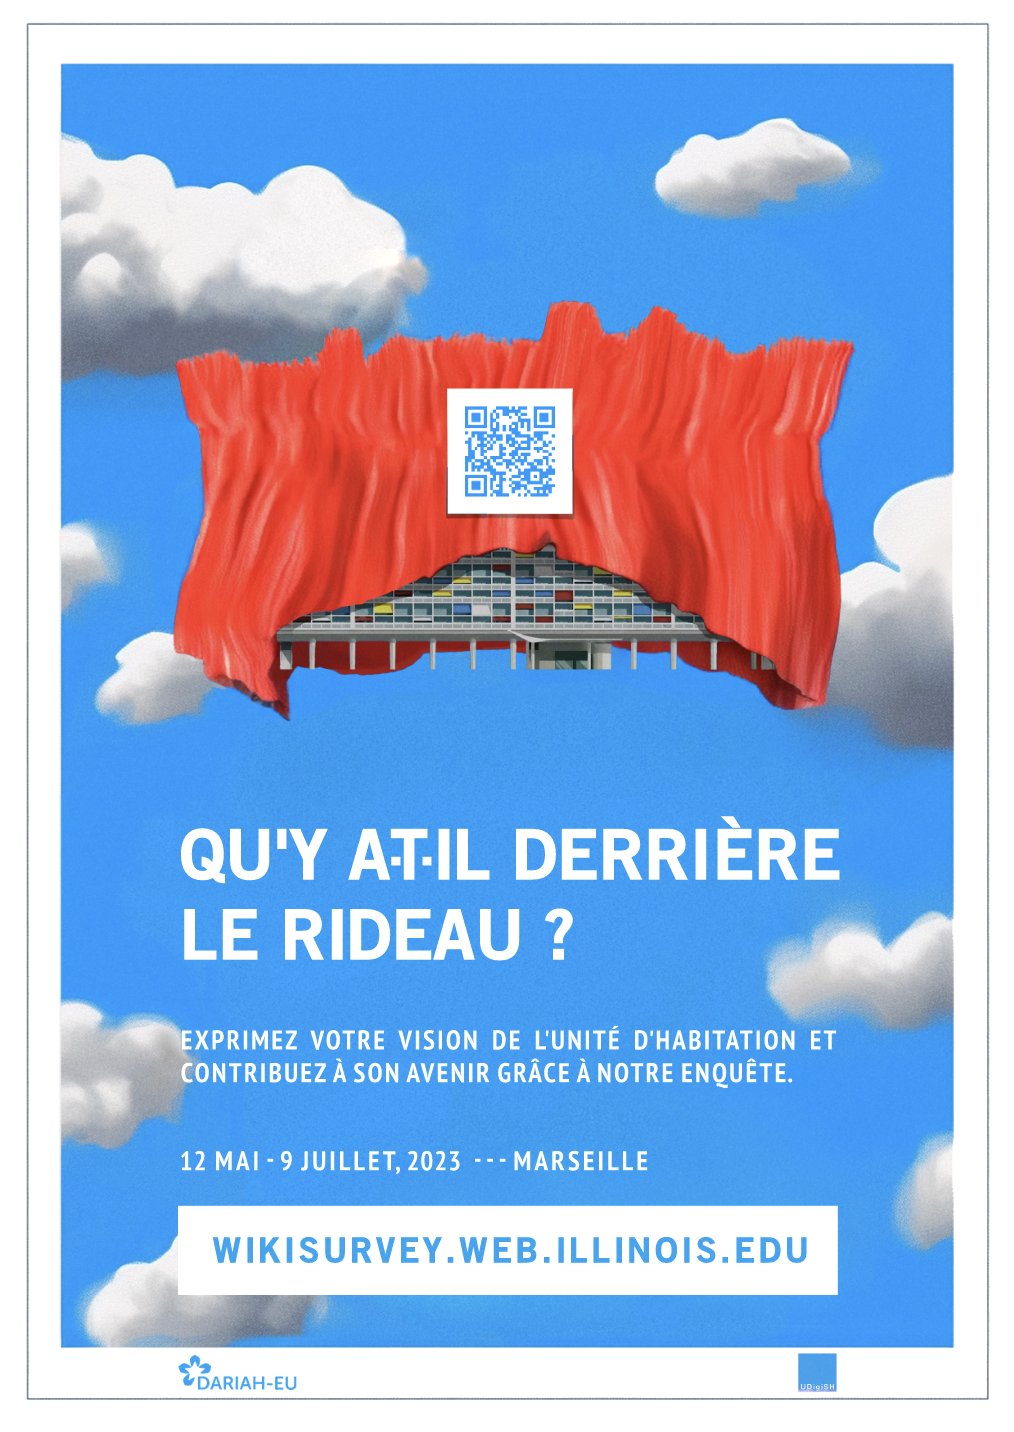 QU'Y A-T-IL DERRIÈRE
LE RIDEAU ?
EXPRIMEZ VOTRE VISION DE L'UNITÉ D'HABITATION ET
CONTRIBUEZ À SON AVENIR GRÂCE À NOTRE ENQUÊTE.
12 MAI - 9 JUILLET, 2023 --- MARSEILLE
WIKISURVEY.WEB.ILLINOIS.EDU
DARIAH-EU
UDigiSH